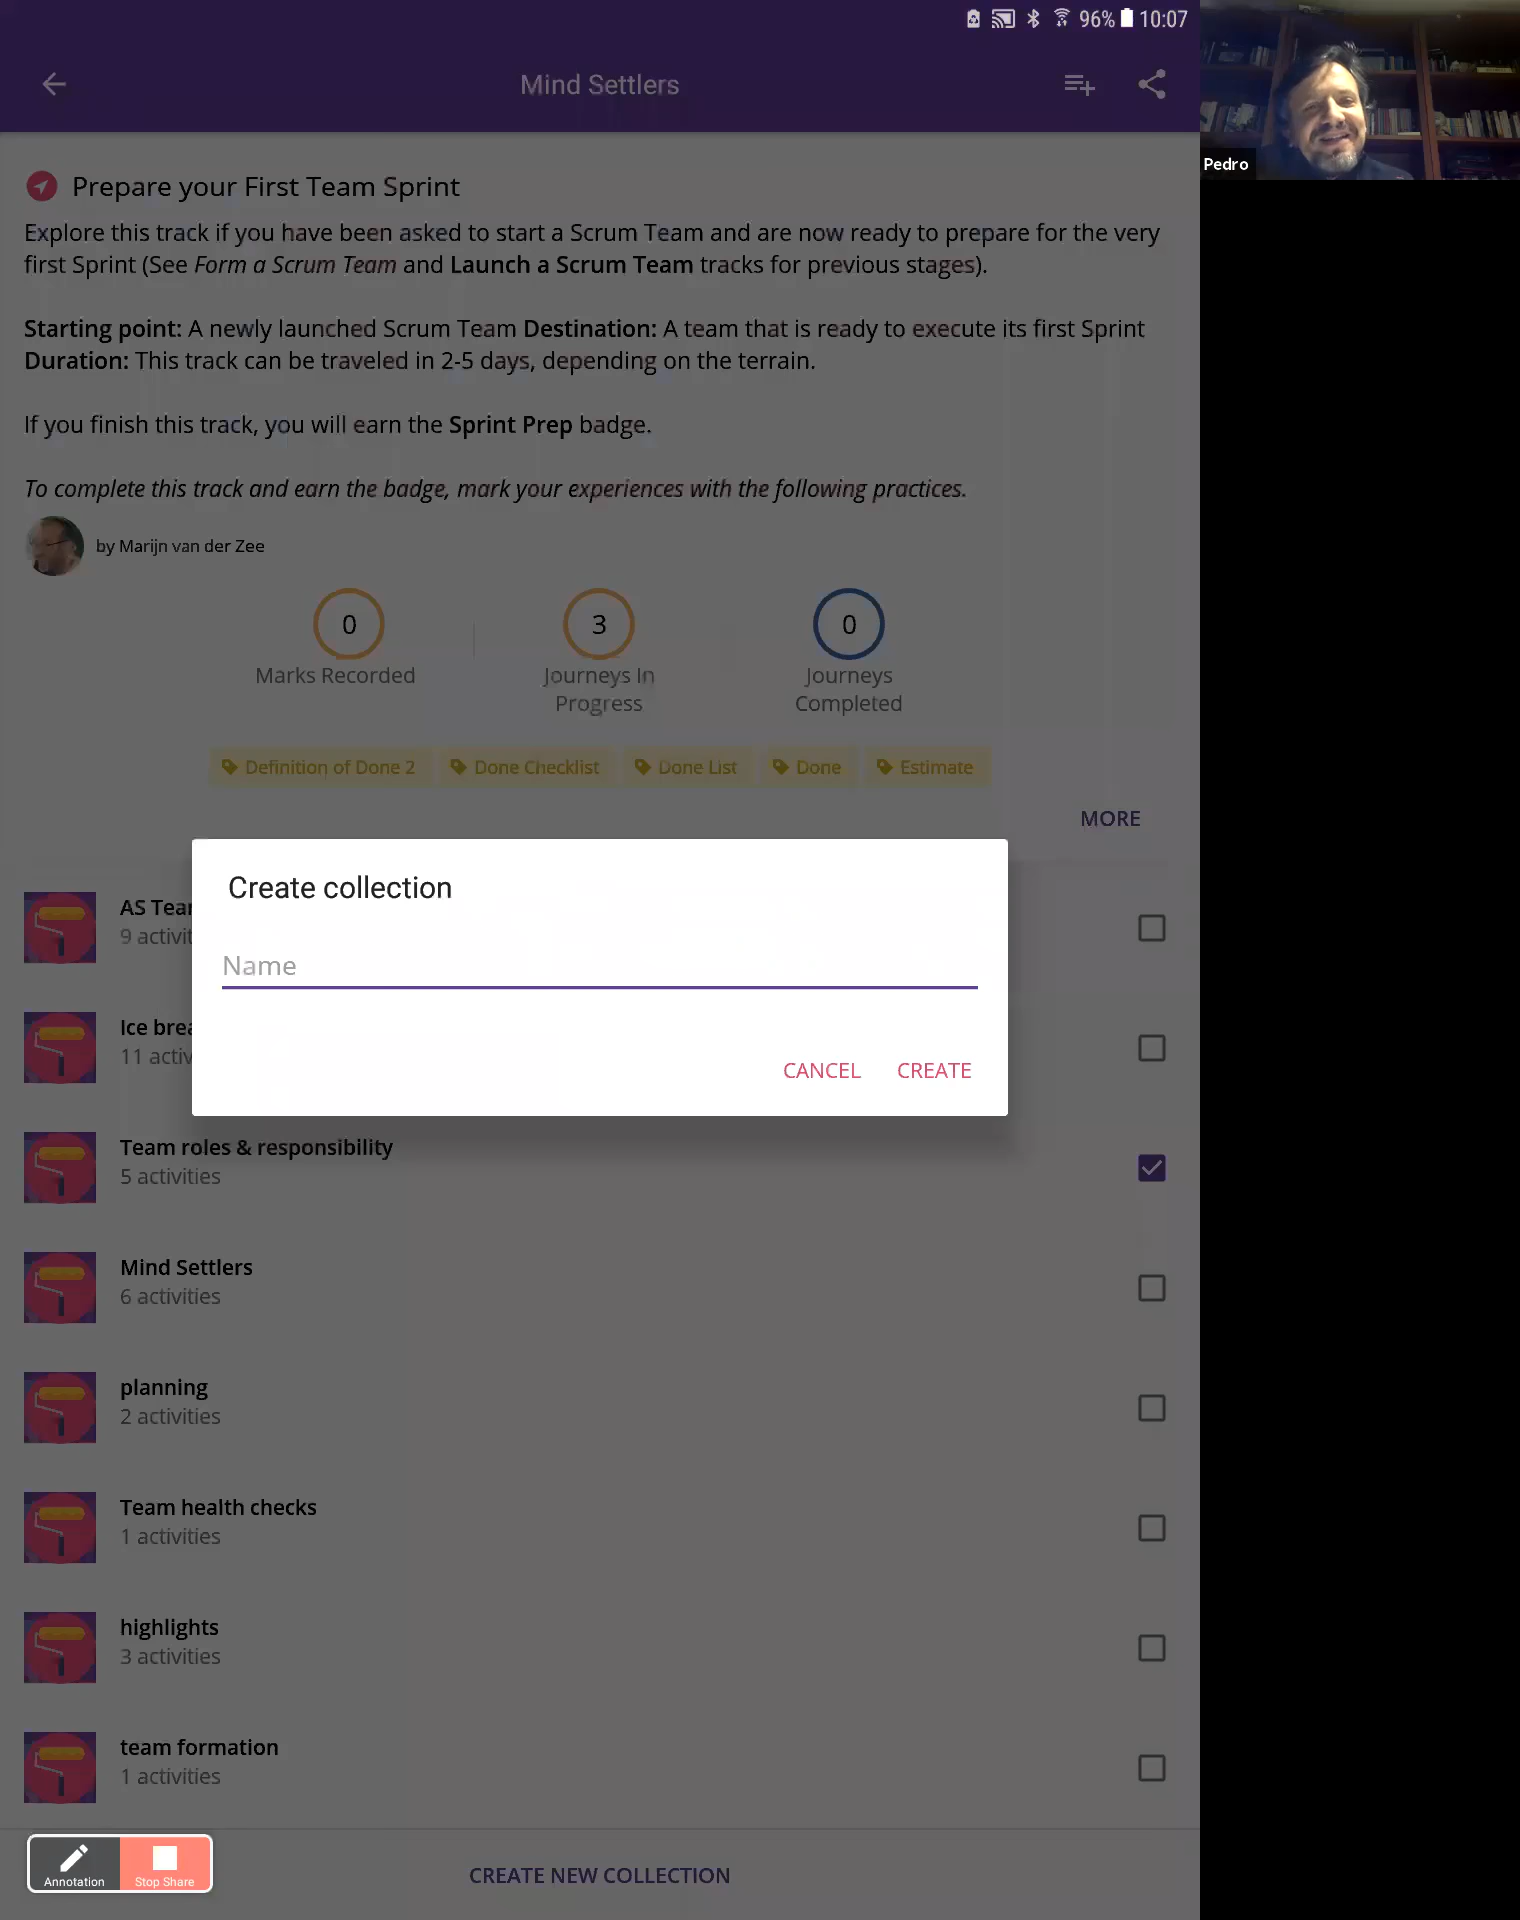 96% 10:07
Mind Settlers
Pedro
Prepare your First Team Sprint
Explore this track if you have been asked to start a Scrum Team and are now ready to prepare for the very
first Sprint (See Form a Scrum Team and Launch a Scrum Team tracks for previous stages).
Starting point: A newly launched Scrum Team Destination: A team that is ready to execute its first Sprint
Duration: This track can be traveled in 2-5 days, depending on the terrain.
If you finish this track, you will earn the Sprint Prep badge.
To complete this track and earn the badge, mark your experiences with the following practices.
by Marijn van der Zee
0 3 0
Marks Recorded Journeys In Journeys
Progress Completed
Definition of Done 2 Done Checklist Done List Done Estimate
MORE
Create collection
Name
CANCEL CREATE
AS
9
Ice
11
Team roles & responsibility
5 activities
Mind Settlers
6 activities
planning
2 activities
Team health checks
1 activities
highlights
3 activities
team formation
1 activities
Annotation Stop Share
CREATE NEW COLLECTION